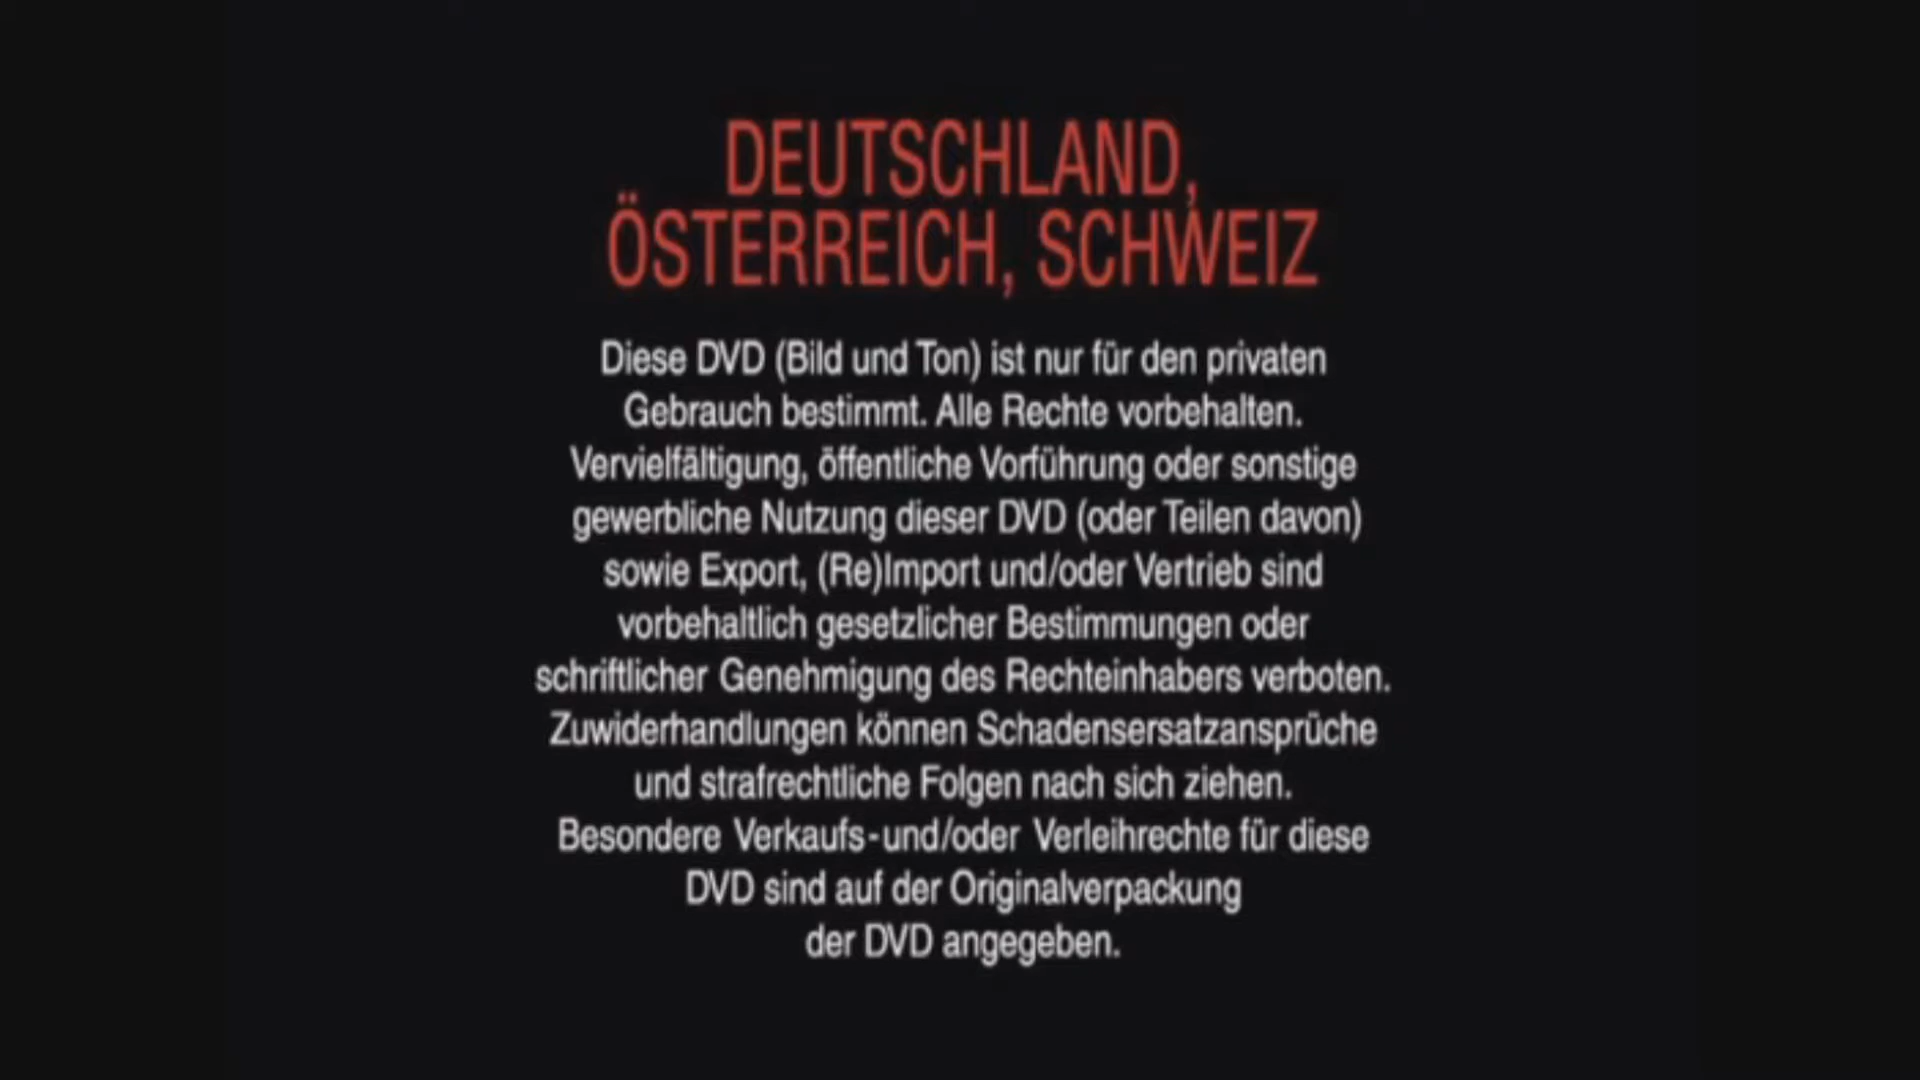 DEUTSCHLAND,
ÖSTERREICH, SCHWEIZ
Diese DVD (Bild und Ton) ist nur für den privaten
Gebrauch bestimmt. Alle Rechte vorbehalten.
Vervielfältigung, öffentliche Vorführung oder sonstige
gewerbliche Nutzung dieser DVD (oder Teilen davon)
sowie Export, (Re)Import und/oder Vertrieb sind
vorbehaltlich gesetzlicher Bestimmungen oder
schriftlicher Genehmigung des Rechteinhabers verboten.
Zuwiderhandlungen können Schadensersatzansprüche
und strafrechtliche Folgen nach sich ziehen.
Besondere Verkaufs-und/oder Verleihrechte für diese
DVD sind auf der Originalverpackung
der DVD angegeben.